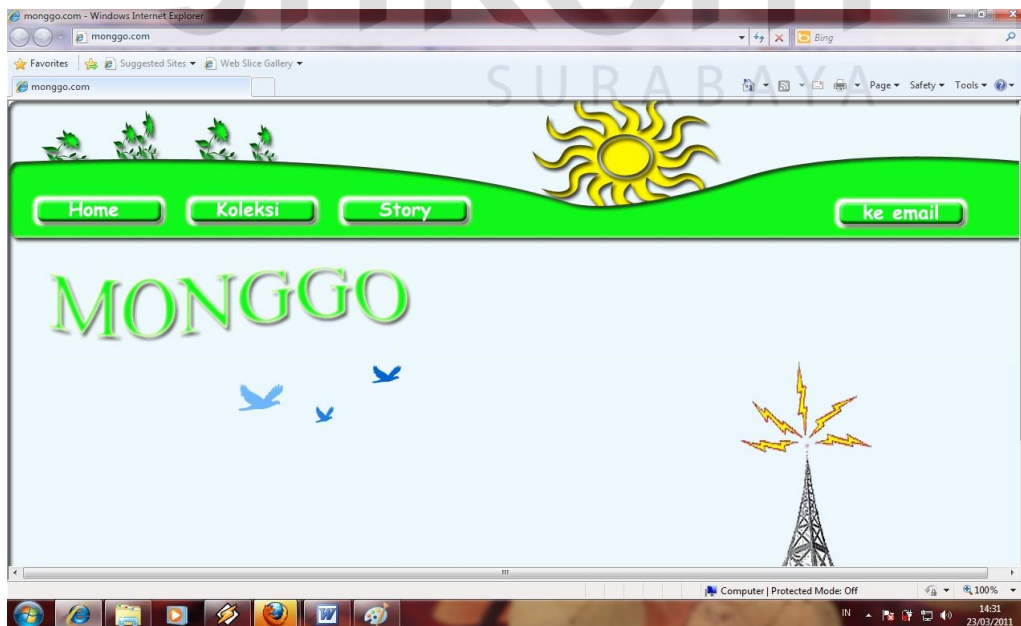 monggo.com - Windows Internet Explorer
monggo.com
Bing
Favorites Suggested Sites Web Slice Gallery
monggo.com
Page Safety Tools
SURABAYA
Home Koleksi Story ke email
MONGGO
Computer | Protected Mode: Off 100%
IN 14:31
23/03/2011